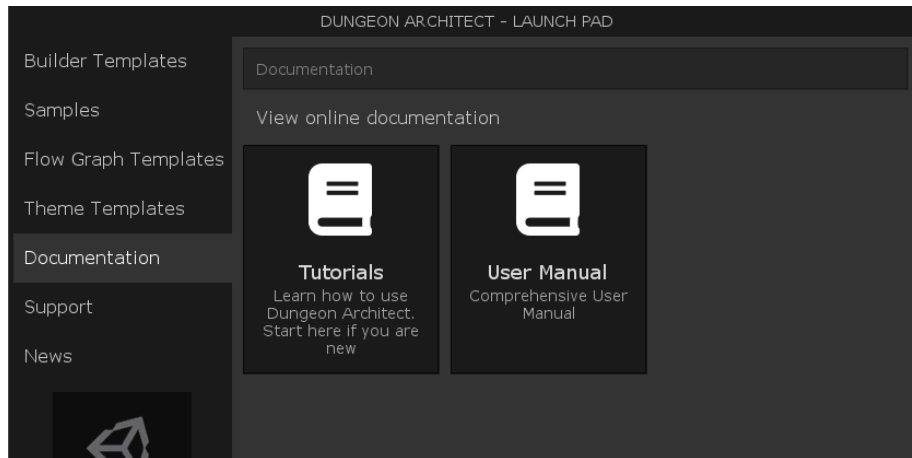 DUNGEON ARCHITECT - LAUNCH PAD
Builder Templates
Samples
Flow Graph Templates
Theme Templates
Documentation
Support
News
Documentation
View online documentation
Tutorials
Learn how to use
Dungeon Architect.
Start here if you are
new
User Manual
Comprehensive User
Manual